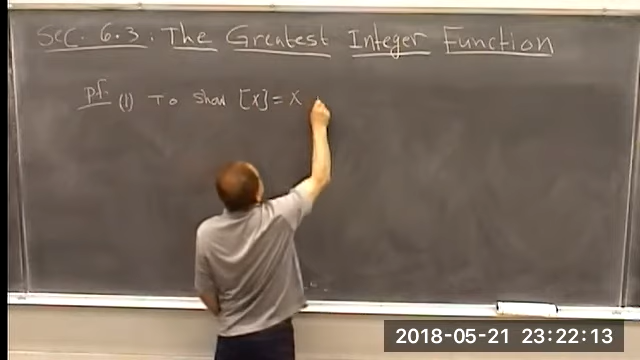 Sec. 6.3: The Greatest Integer Function
pf. (1) To show [x] = x
2018-05-21 23:22:13